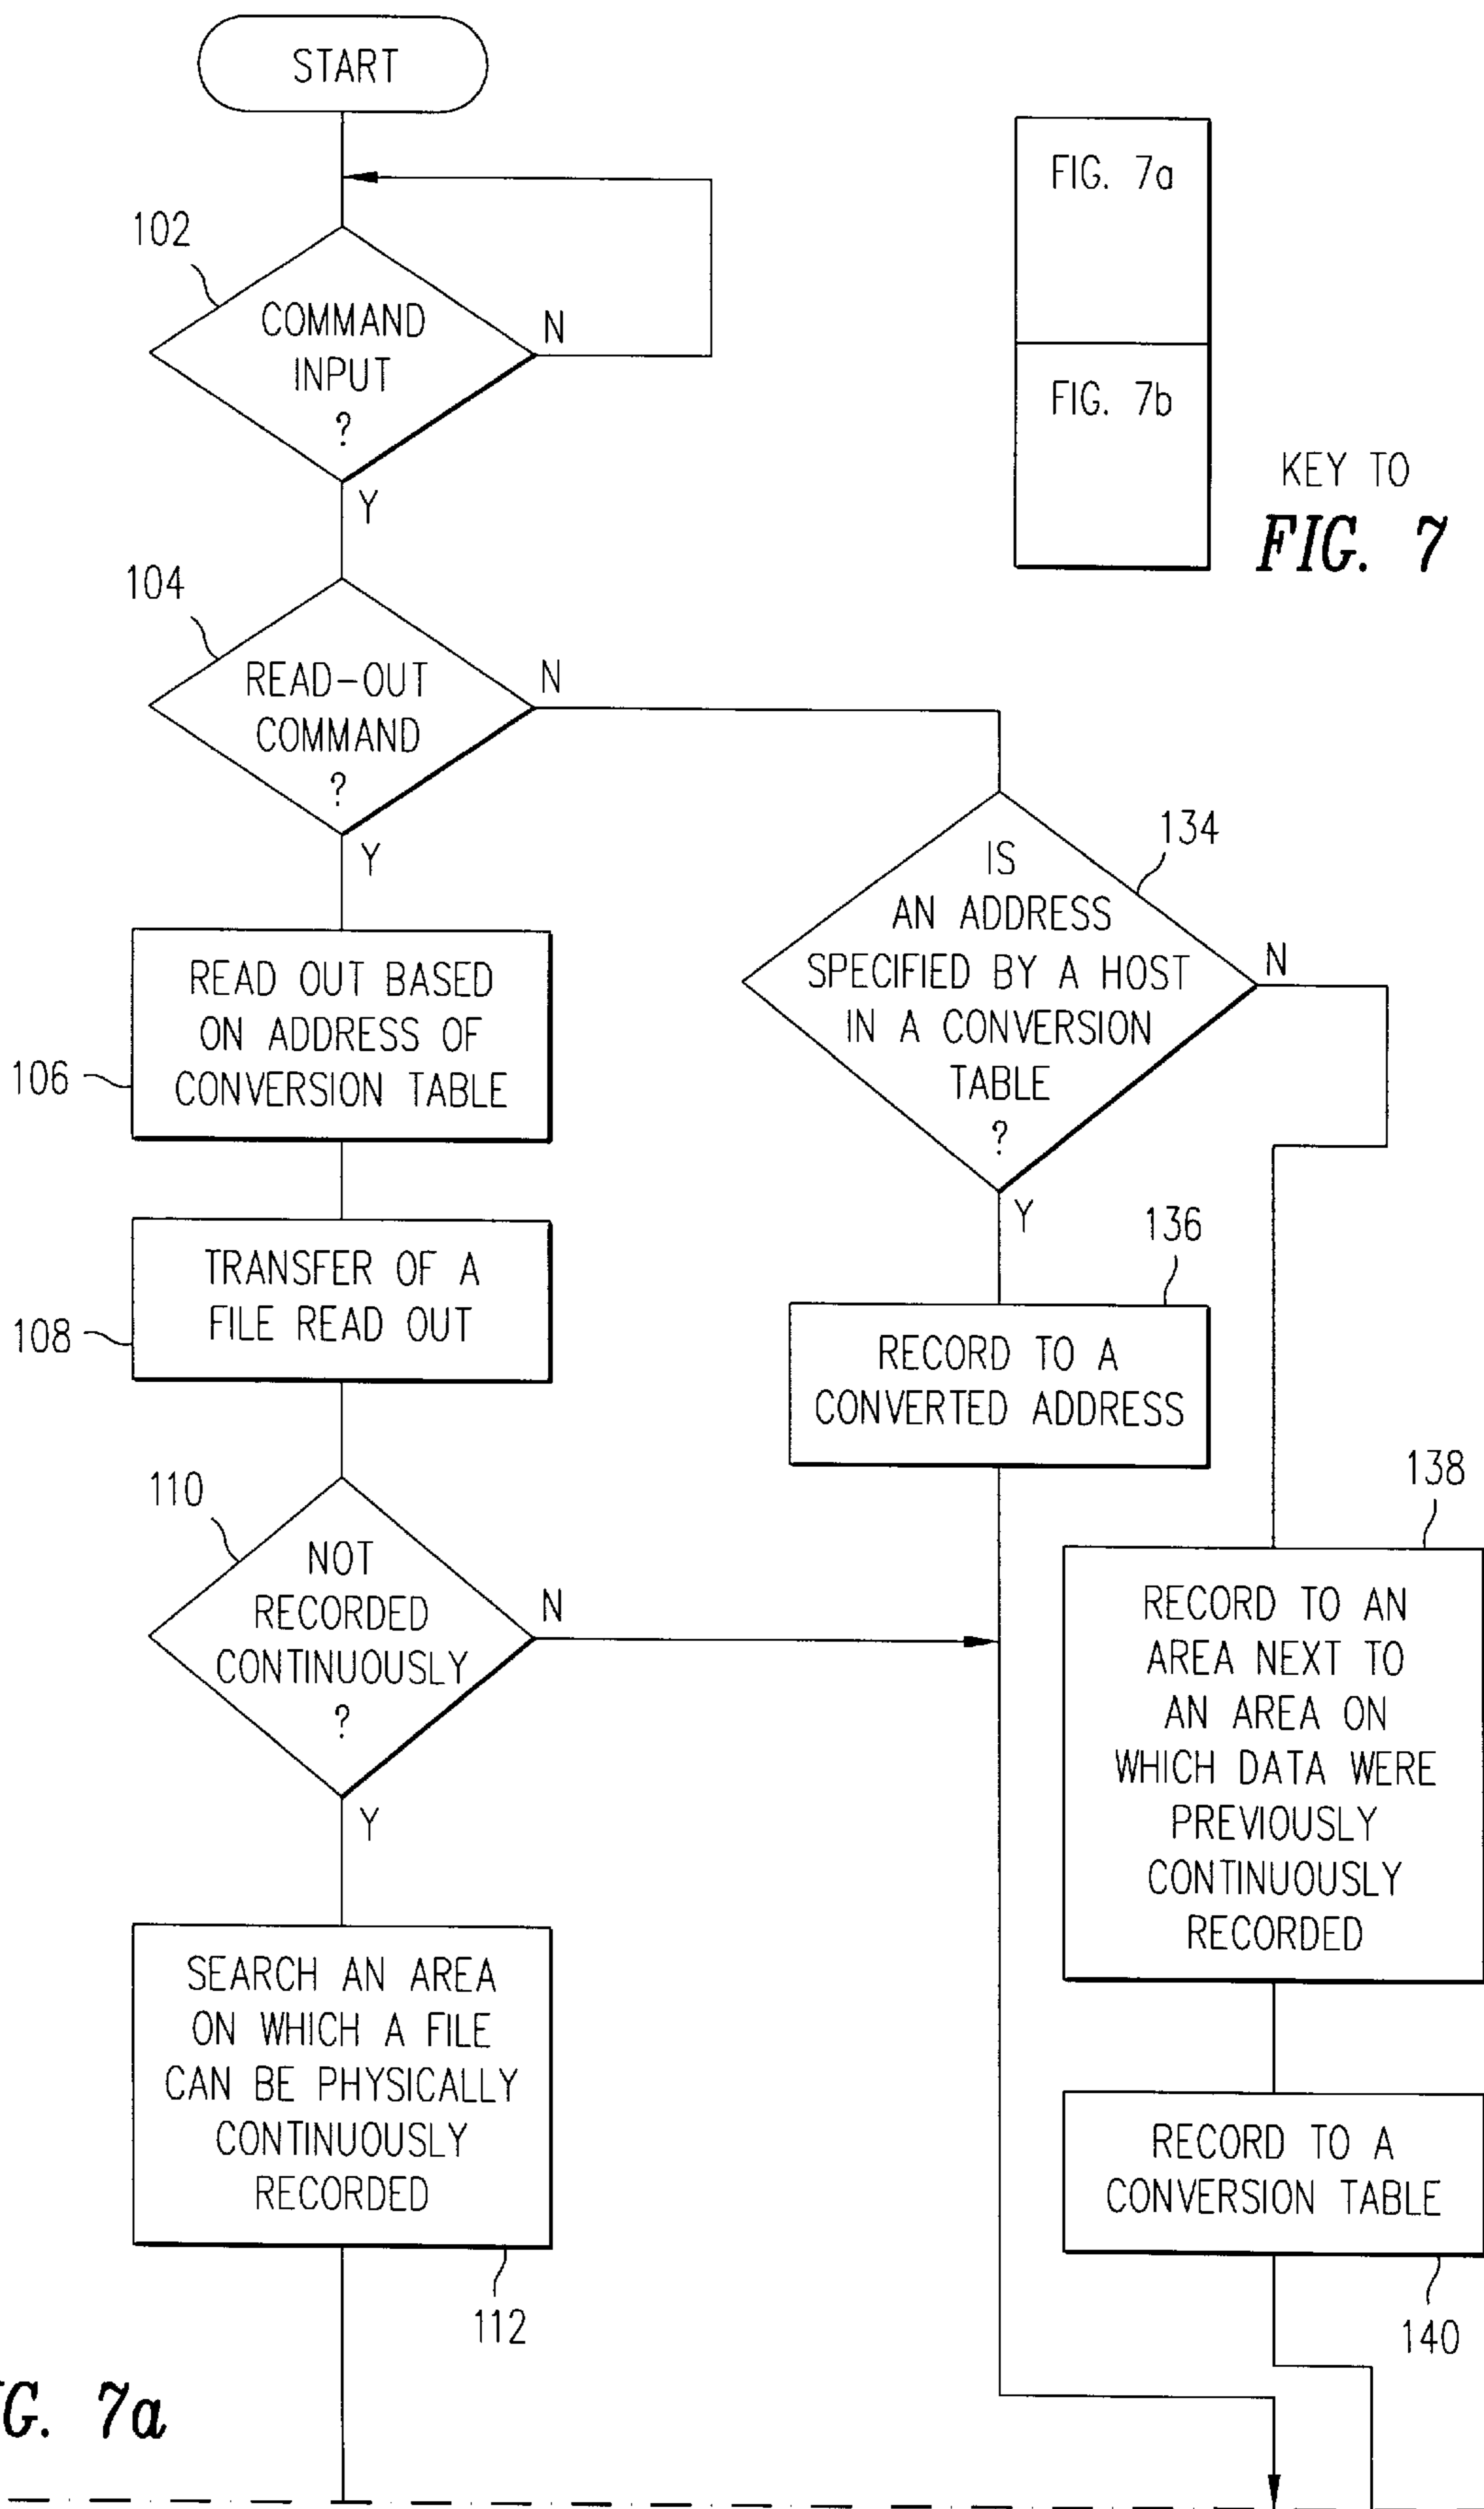 START
FIG. 7a
FIG. 7b
KEY TO
FIG. 7
102
COMMAND
INPUT
?
N
Y
104
READ-OUT
COMMAND
?
N
Y
134
IS
AN ADDRESS
SPECIFIED BY A HOST
IN A CONVERSION
TABLE
?
N
Y
106
READ OUT BASED
ON ADDRESS OF
CONVERSION TABLE
108
TRANSFER OF A
FILE READ OUT
136
RECORD TO A
CONVERTED ADDRESS
110
NOT
RECORDED
CONTINUOUSLY
?
N
Y
138
RECORD TO AN
AREA NEXT TO
AN AREA ON
WHICH DATA WERE
PREVIOUSLY
CONTINUOUSLY
RECORDED
SEARCH AN AREA
ON WHICH A FILE
CAN BE PHYSICALLY
CONTINUOUSLY
RECORDED
112
RECORD TO A
CONVERSION TABLE
140
G. 7a